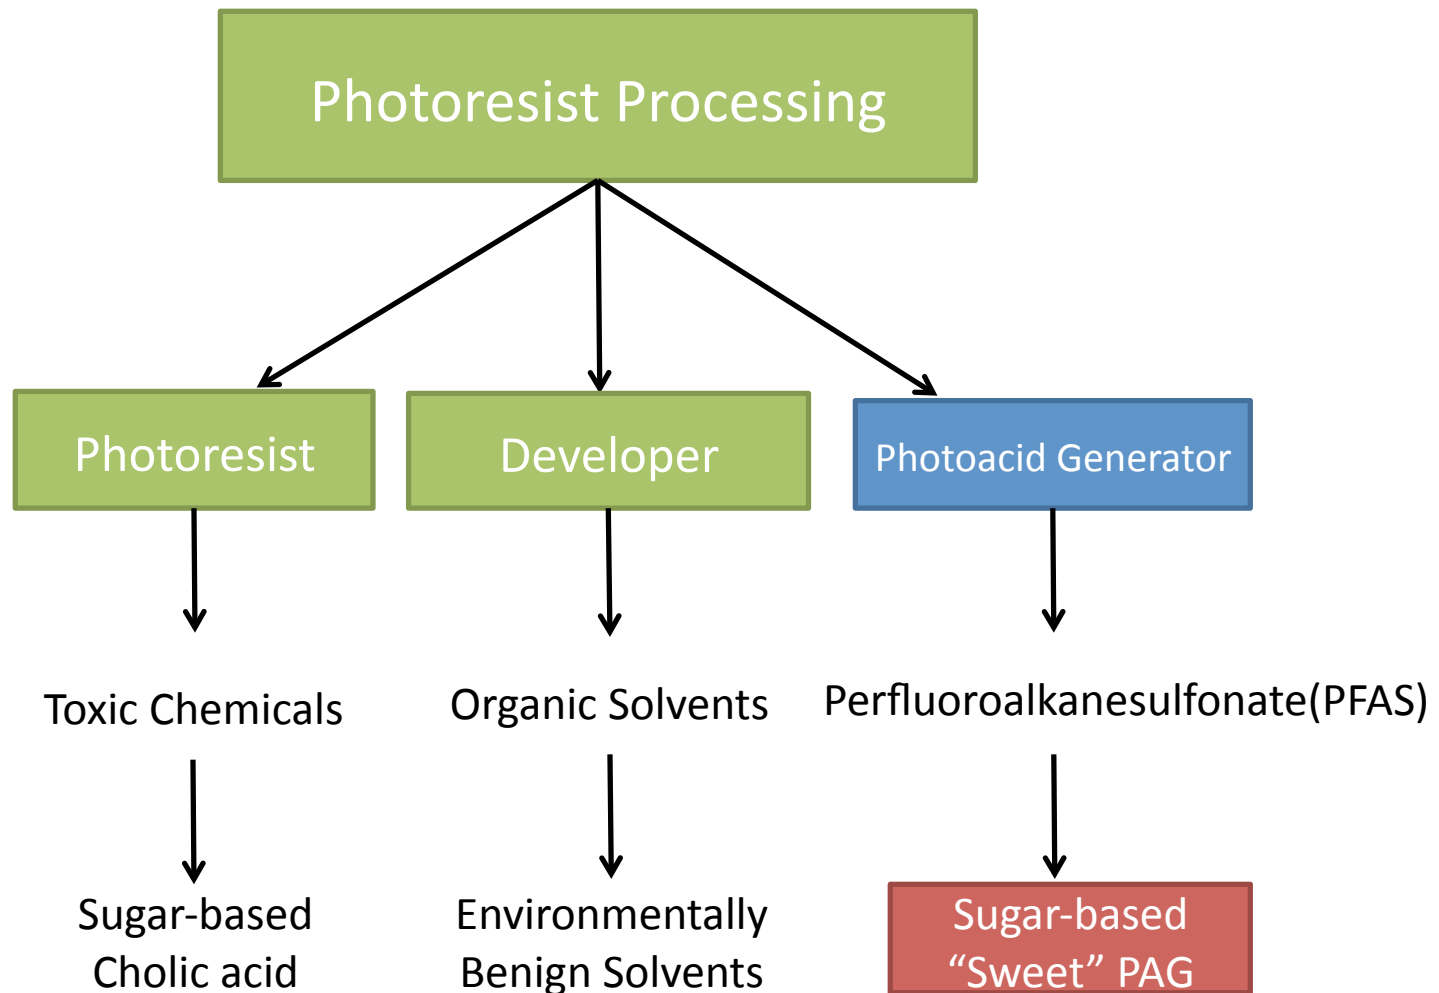 Photoresist Processing
Photoresist
Developer
Photoacid Generator
Toxic Chemicals
Organic Solvents
Perfluoroalkanesulfonate(PFAS)
Sugar-based
Cholic acid
Environmentally
Benign Solvents
Sugar-based
“Sweet” PAG